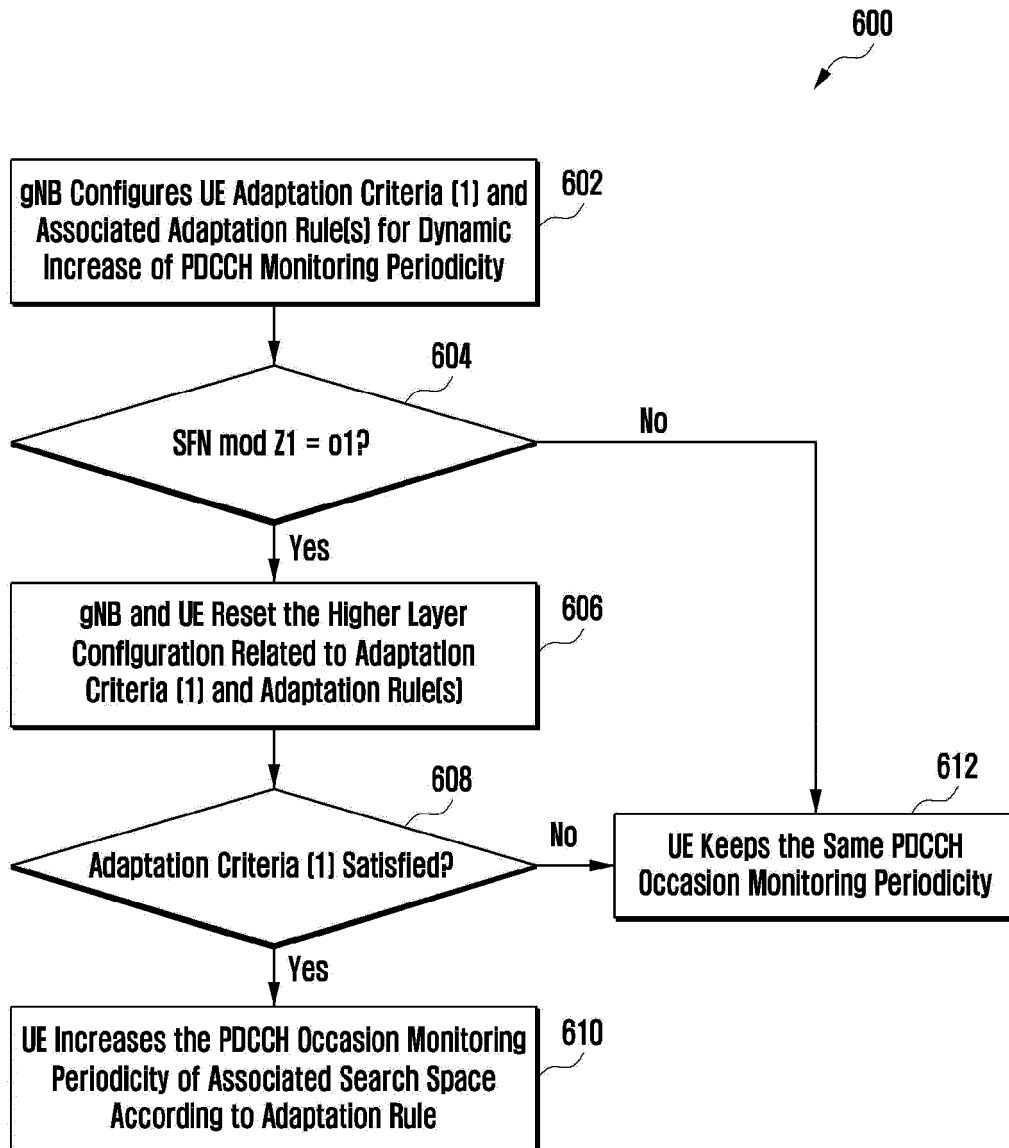 600
gNB Configures UE Adaptation Criteria (1) and
Associated Adaptation Rule(s) for Dynamic
Increase of PDCCH Monitoring Periodicity
602
604
SFN mod Z1 = o1?
No
Yes
gNB and UE Reset the Higher Layer
Configuration Related to Adaptation
Criteria (1) and Adaptation Rule(s)
606
608
Adaptation Criteria (1) Satisfied?
No
612
UE Keeps the Same PDCCH
Occasion Monitoring Periodicity
Yes
UE Increases the PDCCH Occasion Monitoring
Periodicity of Associated Search Space
According to Adaptation Rule
610